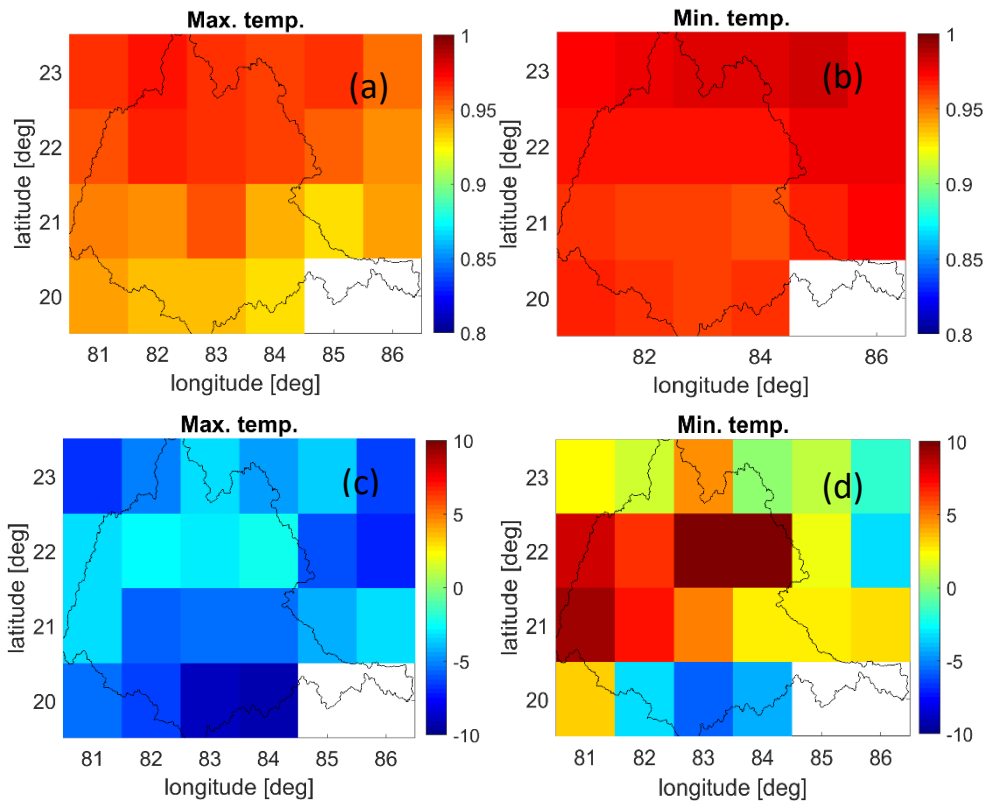 Max. temp.
(a)
23
22
21
20
latitude [deg]
81 82 83 84 85 86
longitude [deg]
1
0.95
0.9
0.85
0.8
Min. temp.
(b)
23
22
21
20
latitude [deg]
82 84 86
longitude [deg]
1
0.95
0.9
0.85
0.8
Max. temp.
(c)
23
22
21
20
latitude [deg]
81 82 83 84 85 86
longitude [deg]
10
5
0
-5
-10
Min. temp.
(d)
23
22
21
20
latitude [deg]
81 82 83 84 85 86
longitude [deg]
10
5
0
-5
-10